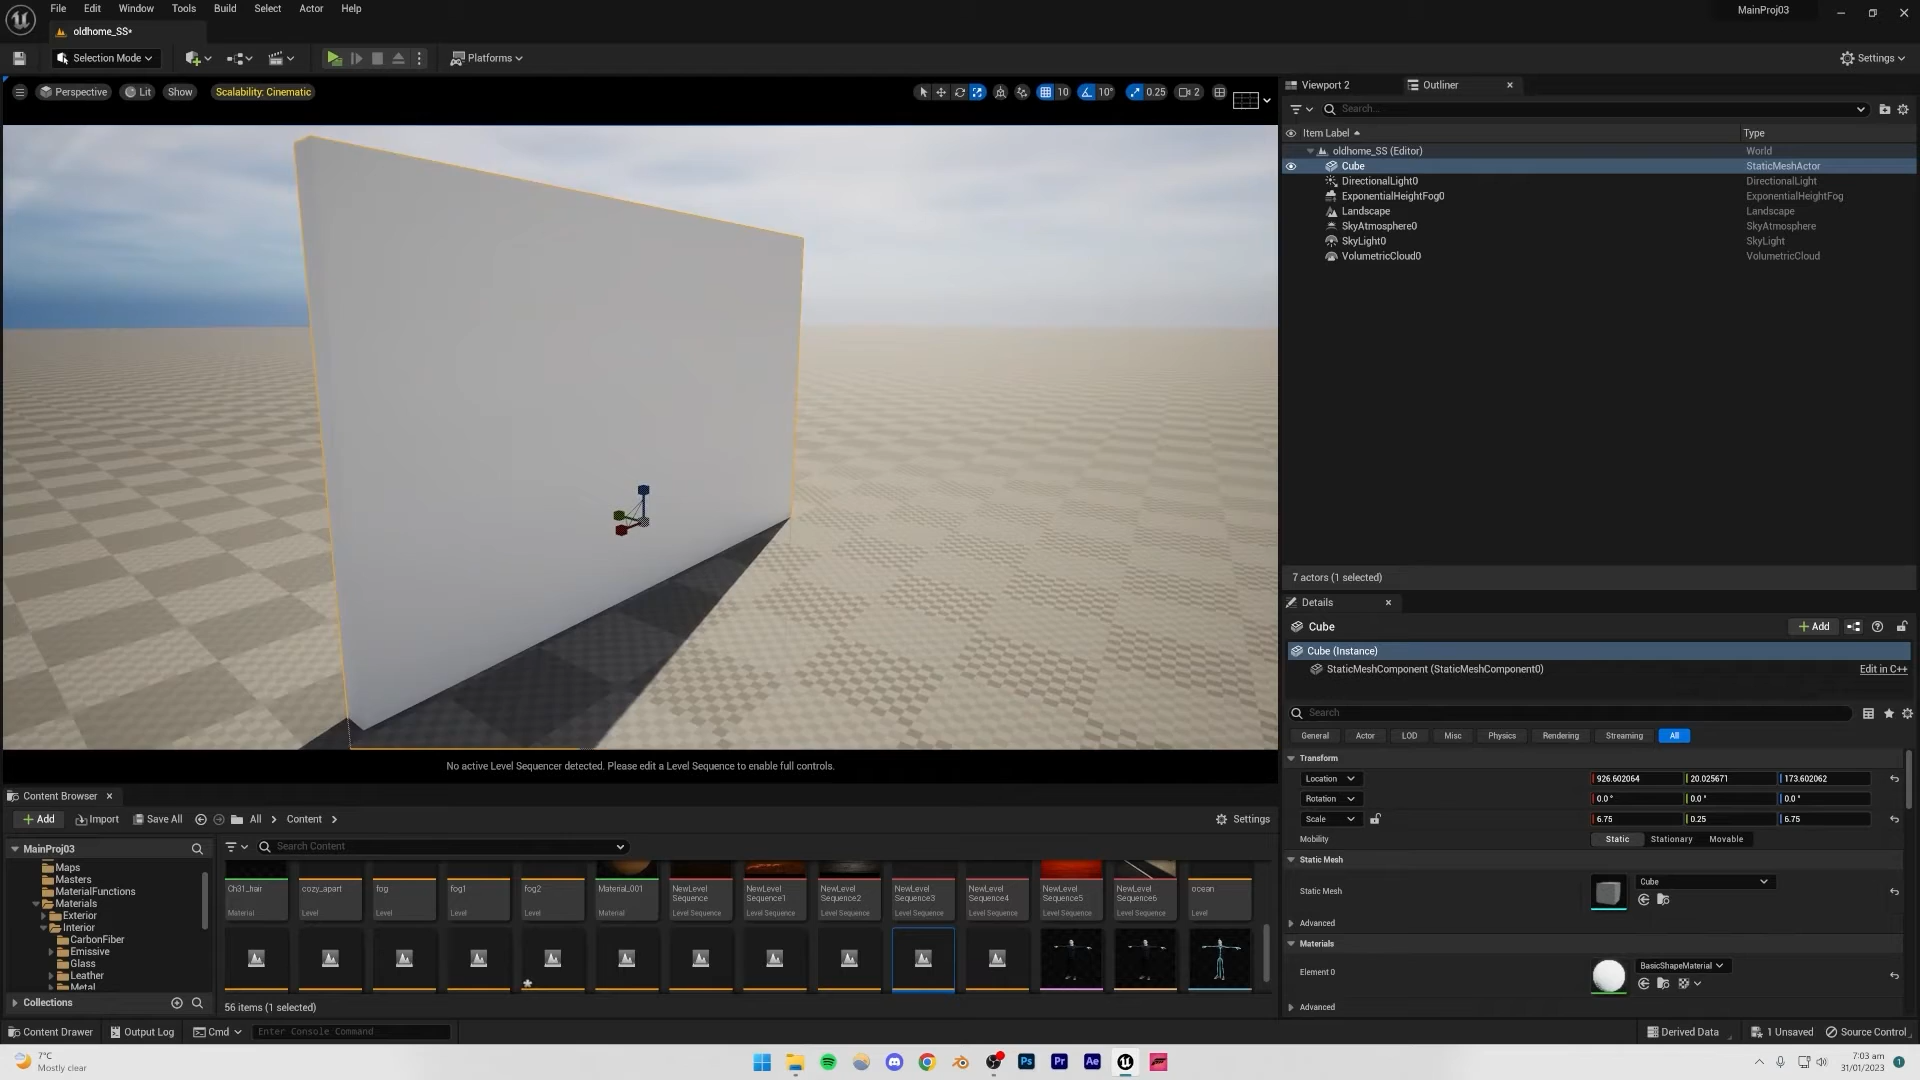 File Edit Window Tools Build Select Actor Help
MainProj03
oldhome_SS*
Selection Mode
Platforms
Settings
Perspective Lit Show Scalability: Cinematic
10 10° 0.25 2
Viewport 2 Outliner
Search...
Item Label Type
oldhome_SS (Editor) World
Cube StaticMeshActor
DirectionalLight0 DirectionalLight
ExponentialHeightFog0 ExponentialHeightFog
Landscape Landscape
SkyAtmosphere0 SkyAtmosphere
SkyLight0 SkyLight
VolumetricCloud0 VolumetricCloud
7 actors (1 selected)
Details
Cube
Add
Cube (Instance)
StaticMeshComponent (StaticMeshComponent0) Edit in C++
Search
General Actor LOD Misc Physics Rendering Streaming All
Transform
Location 926.602064 20.025671 173.602062
Rotation 0.0° 0.0° 0.0°
Scale 6.75 0.25 6.75
Mobility Static Stationary Movable
Static Mesh
Static Mesh Cube
Advanced
Materials
Element 0 BasicShapeMaterial
Advanced
No active Level Sequencer detected. Please edit a Level Sequence to enable full controls.
Content Browser
Add Import Save All All Content Settings
MainProj03
Maps
Masters
MaterialFunctions
Materials
Exterior
Interior
CarbonFiber
Emissive
Glass
Leather
Metal
Collections
Search Content
Ch31_hair cozy_apart fog fog1 fog2 Material_001 NewLevel Sequence NewLevel Sequence1 NewLevel Sequence2 NewLevel Sequence3 NewLevel Sequence4 NewLevel Sequence5 NewLevel Sequence6 ocean
Material Level Level Level Level Material Level Sequence Level Sequence Level Sequence Level Sequence Level Sequence Level Sequence Level Sequence Level
56 items (1 selected)
Content Drawer Output Log Cmd Enter Console Command
Derived Data 1 Unsaved Source Control
7°C
Mostly clear
Ps Pr Ae
7:03 am
31/01/2023
1